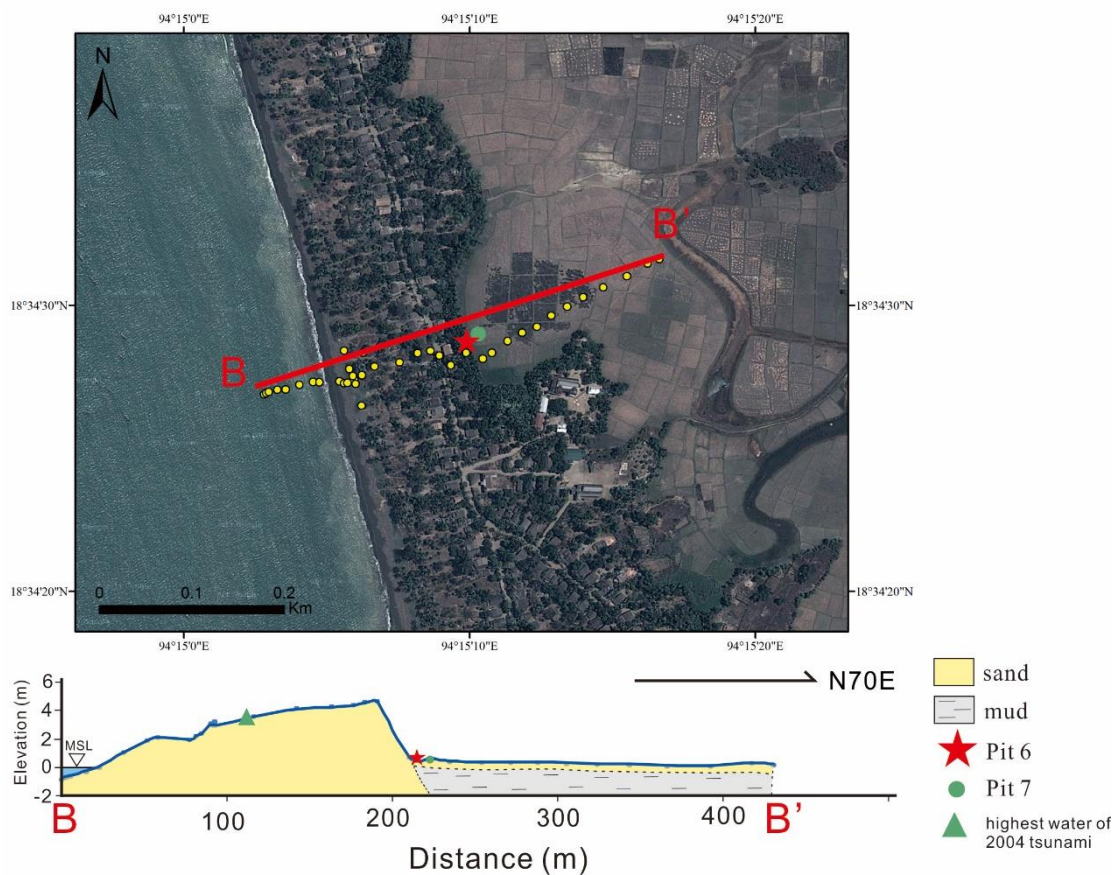 94°15'0"E 94°15'10"E 94°15'20"E
N
B'
18°34'30"N 18°34'30"N
B
18°34'20"N 18°34'20"N
0 0.1 0.2
Km
94°15'0"E 94°15'10"E 94°15'20"E
N70E
Elevation (m)
6
4
2
0
-2
MSL
B 100 200 300 400 B'
Distance (m)
sand
mud
Pit 6
Pit 7
highest water of
2004 tsunami